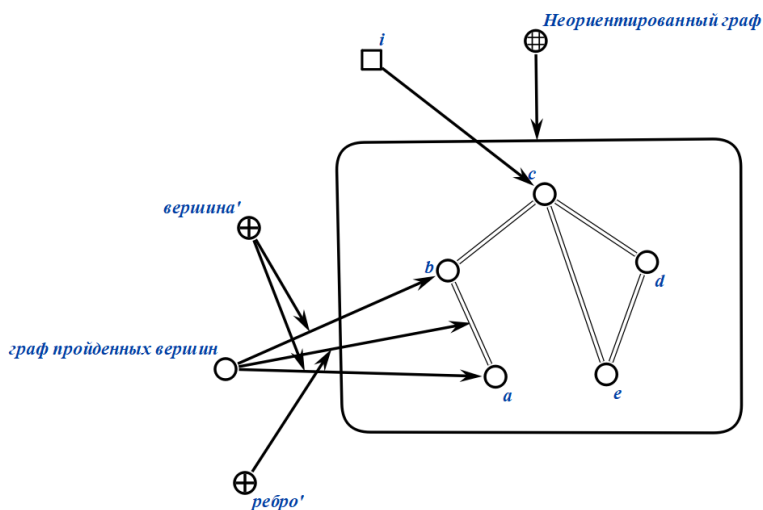 Неориентированный граф
i
c
вершина'
b
d
граф пройденных вершин
a
e
ребро'